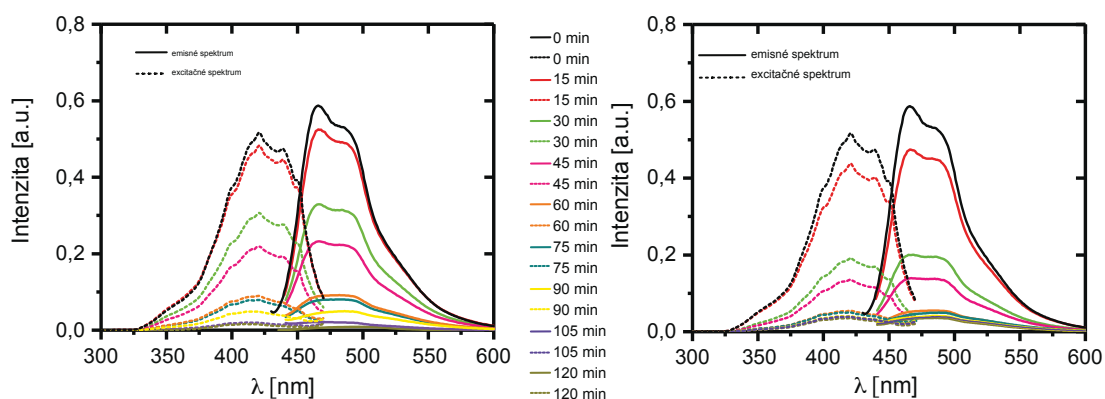 0,8
0,6
0,4
0,2
0,0
Intenzita [a.u.]
emisné spektrum
excitačné spektrum
300 350 400 450 500 550 600
λ [nm]
0 min
0 min
15 min
15 min
30 min
30 min
45 min
45 min
60 min
60 min
75 min
75 min
90 min
90 min
105 min
105 min
120 min
120 min
0,8
0,6
0,4
0,2
0,0
Intenzita [a.u.]
emisné spektrum
excitačné spektrum
300 350 400 450 500 550 600
λ [nm]